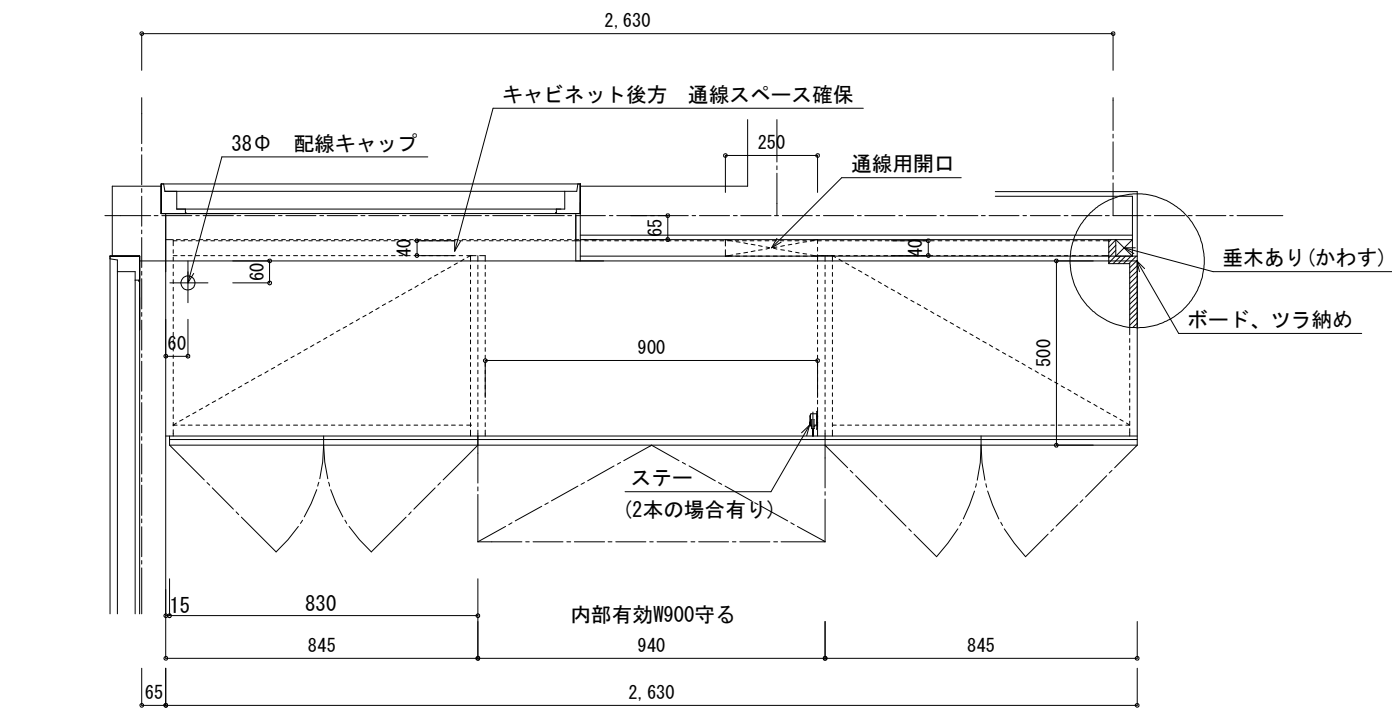 2,630
キャビネット後方　通線スペース確保
38Φ　配線キャップ
250
通線用開口
65
40
40
垂木あり(かわす)
60
ボード、ツラ納め
60
900
500
ステー
(2本の場合有り)
15
830
内部有効W900守る
845
940
845
65
2,630